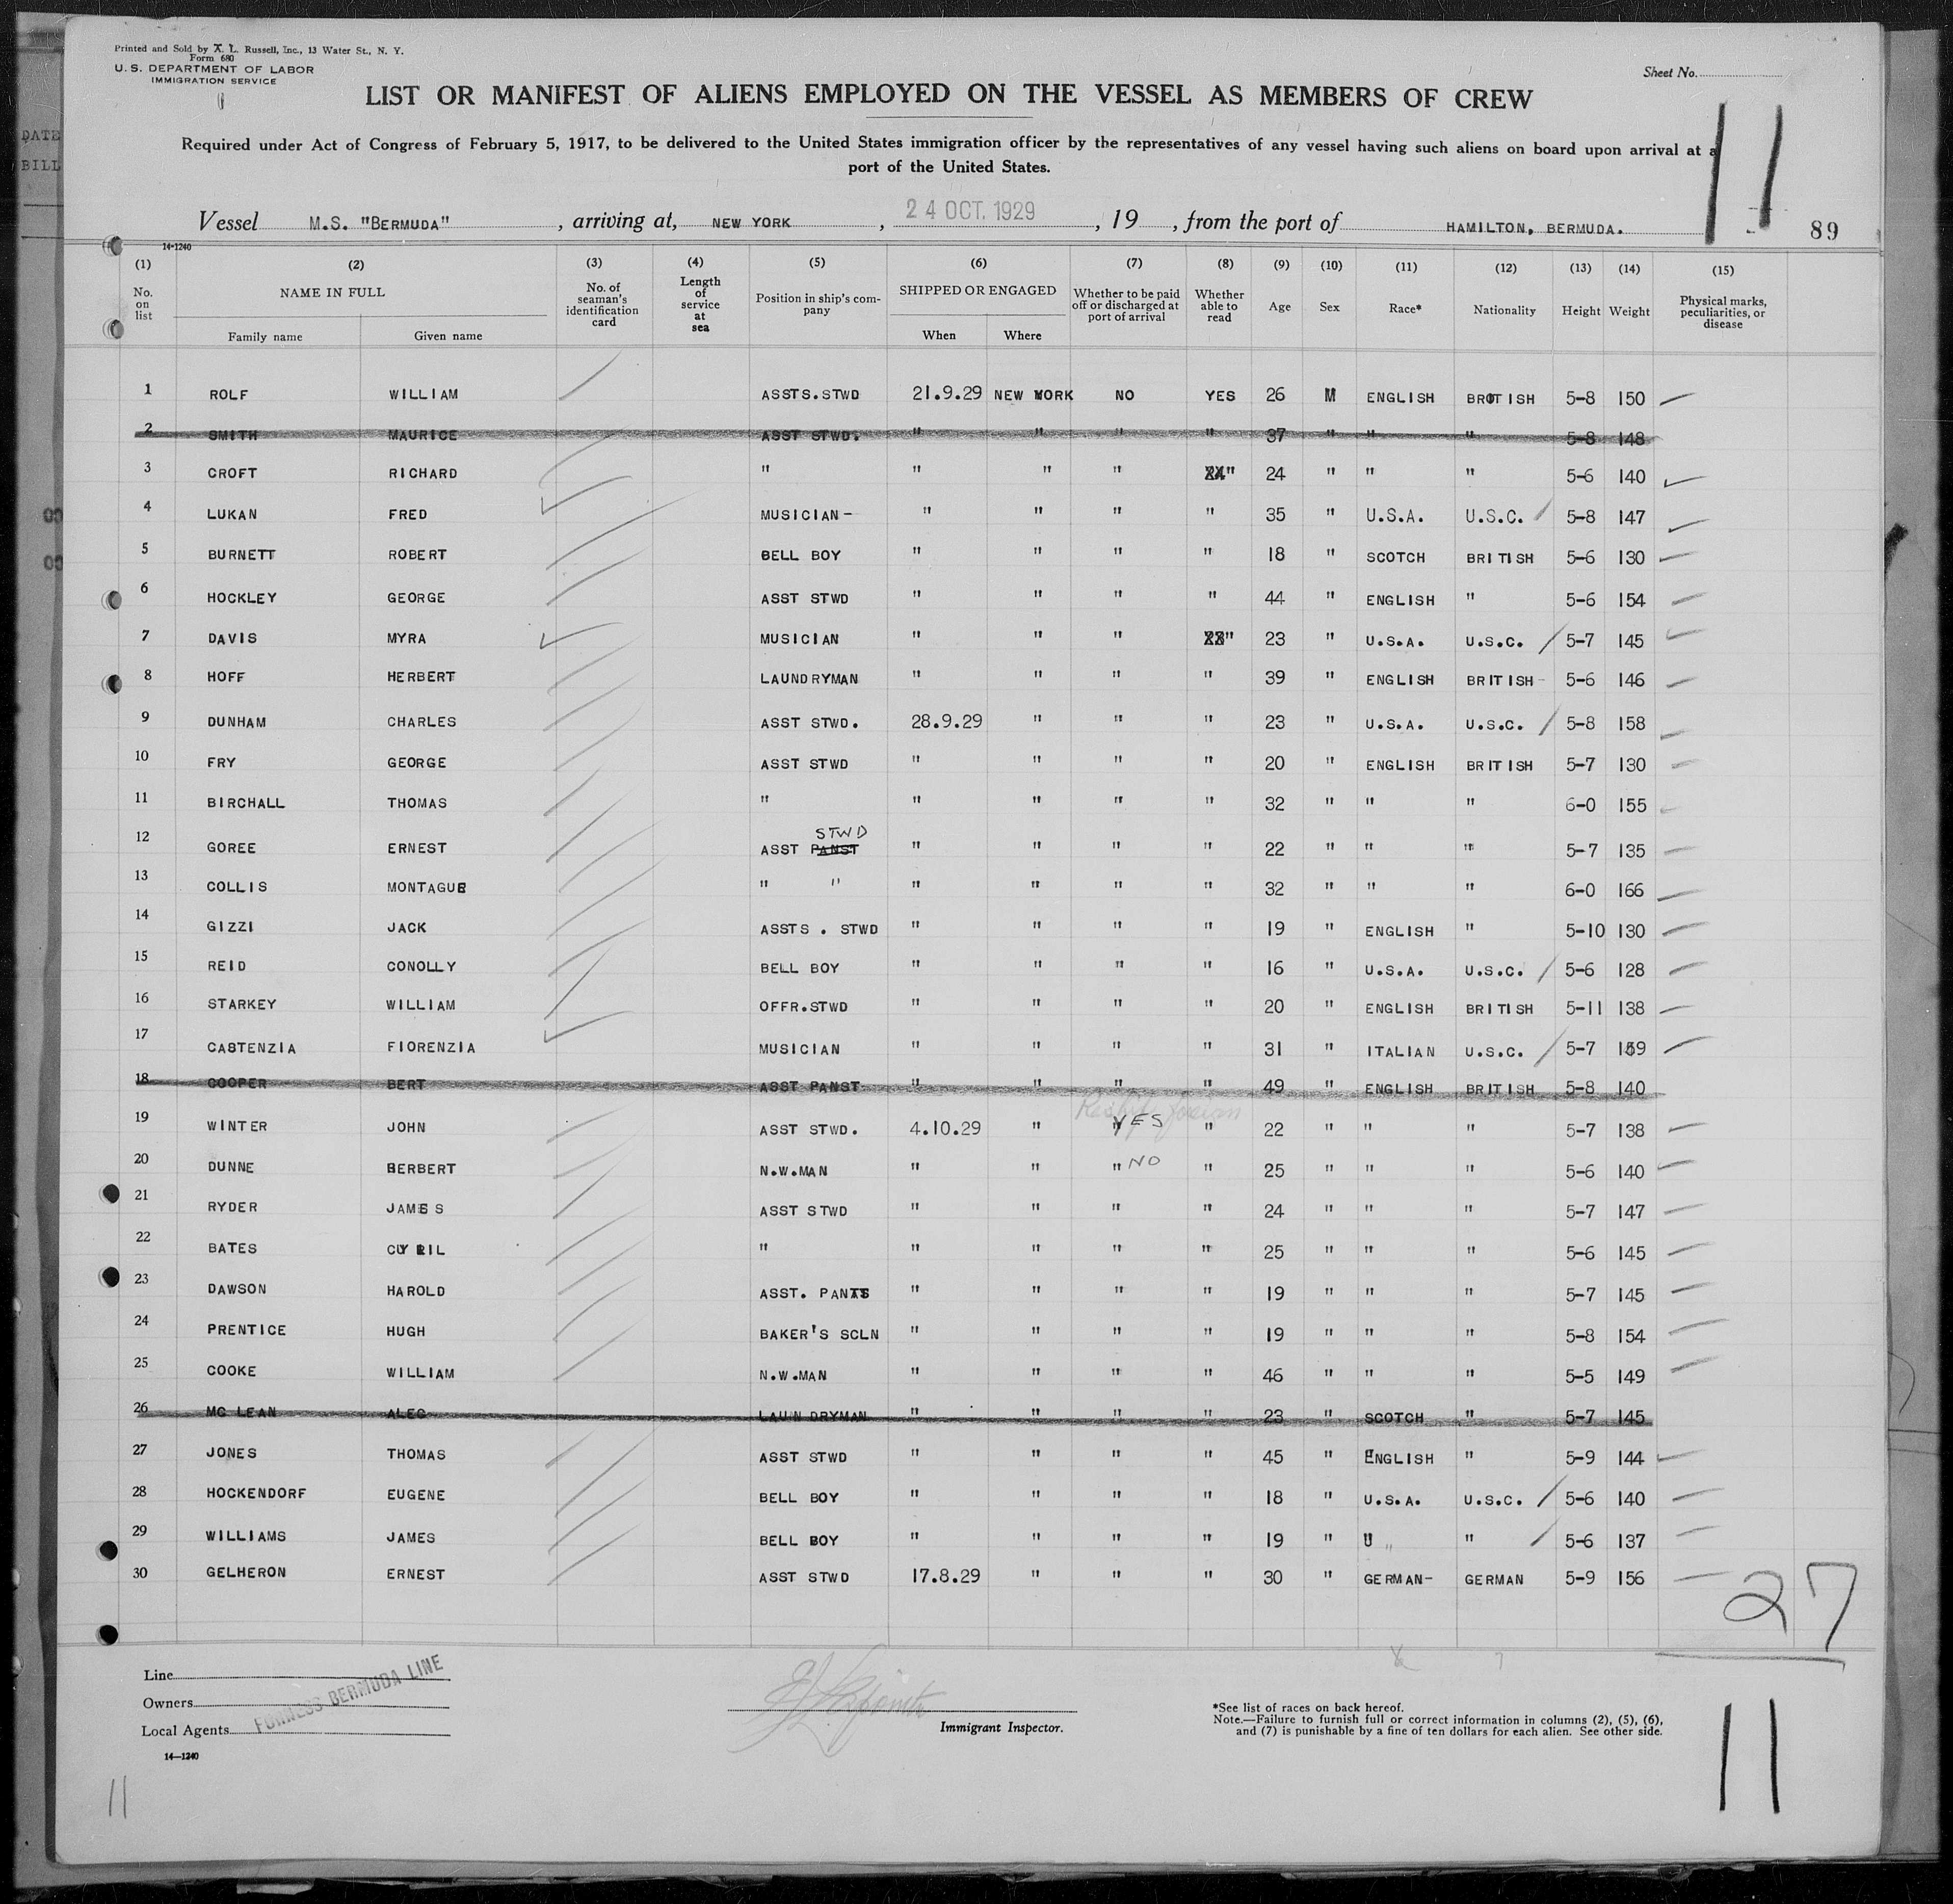 Printed and Sold by A. L. Russell, Inc., 13 Water St., N. Y.
Form 680
U. S. DEPARTMENT OF LABOR
IMMIGRATION SERVICE
Sheet No.
LIST OR MANIFEST OF ALIENS EMPLOYED ON THE VESSEL AS MEMBERS OF CREW
Required under Act of Congress of February 5, 1917, to be delivered to the United States immigration officer by the representatives of any vessel having such aliens on board upon arrival at a
port of the United States.
11
Vessel M.S. "BERMUDA" , arriving at, NEW YORK , 24 OCT. 1929 , 19 , from the port of HAMILTON, BERMUDA. 89
14-1240
(1) (2) (3) (4) (5) (6) (7) (8) (9) (10) (11) (12) (13) (14) (15)
No. on list NAME IN FULL Family name Given name No. of seaman's identification card Length of service at sea Position in ship's company SHIPPED OR ENGAGED When Where Whether to be paid off or discharged at port of arrival Whether able to read Age Sex Race* Nationality Height Weight Physical marks, peculiarities, or disease
1 ROLF WILLIAM ASSTS.STWD 21.9.29 NEW YORK NO YES 26 M ENGLISH BRITISH 5-8 150
2 SMITH MAURICE ASST STWD. " " " " 37 " " " 5-8 148
3 CROFT RICHARD " " " " " 24 " " " 5-6 140
4 LUKAN FRED MUSICIAN- " " " " 35 " U.S.A. U.S.C. 5-8 147
5 BURNETT ROBERT BELL BOY " " " " 18 " SCOTCH BRITISH 5-6 130
6 HOCKLEY GEORGE ASST STWD " " " " 44 " ENGLISH " 5-6 154
7 DAVIS MYRA MUSICIAN " " " " 23 " U.S.A. U.S.C. 5-7 145
8 HOFF HERBERT LAUNDRYMAN " " " " 39 " ENGLISH BRITISH- 5-6 146
9 DUNHAM CHARLES ASST STWD. 28.9.29 " " " 23 " U.S.A. U.S.C. 5-8 158
10 FRY GEORGE ASST STWD " " " " 20 " ENGLISH BRITISH 5-7 130
11 BIRCHALL THOMAS " " " " " 32 " " " 6-0 155
STWD
12 GOREE ERNEST ASST PANST " " " " 22 " " " 5-7 135
13 COLLIS MONTAGUE " " " " " " 32 " " " 6-0 166
14 GIZZI JACK ASSTS . STWD " " " " 19 " ENGLISH " 5-10 130
15 REID CONOLLY BELL BOY " " " " 16 " U.S.A. U.S.C. 5-6 128
16 STARKEY WILLIAM OFFR.STWD " " " " 20 " ENGLISH BRITISH 5-11 138
17 CASTENZIA FIORENZIA MUSICIAN " " " " 31 " ITALIAN U.S.C. 5-7 159
18 COOPER BERT ASST PANST " " " " 49 " ENGLISH BRITISH 5-8 140
19 WINTER JOHN ASST STWD. 4.10.29 " YES " 22 " " " 5-7 138
20 DUNNE BERBERT N.W.MAN " " " NO " 25 " " " 5-6 140
21 RYDER JAMES ASST STWD " " " " 24 " " " 5-7 147
22 BATES CYRIL " " " " " 25 " " " 5-6 145
23 DAWSON HAROLD ASST. PANTS " " " " 19 " " " 5-7 145
24 PRENTICE HUGH BAKER'S SCLN " " " " 19 " " " 5-8 154
25 COOKE WILLIAM N.W.MAN " " " " 46 " " " 5-5 149
26 MC LEAN ALEC LAUNDRYMAN " " " " 23 " SCOTCH " 5-7 145
27 JONES THOMAS ASST STWD " " " " 45 " ENGLISH " 5-9 144
28 HOCKENDORF EUGENE BELL BOY " " " " 18 " U.S.A. U.S.C. 5-6 140
29 WILLIAMS JAMES BELL BOY " " " " 19 " U " " 5-6 137
30 GELHERON ERNEST ASST STWD 17.8.29 " " " 30 " GERMAN- GERMAN 5-9 156
27
Line
Owners
Local Agents
FURNESS BERMUDA LINE
14—1240
Immigrant Inspector.
*See list of races on back hereof.
Note.—Failure to furnish full or correct information in columns (2), (5), (6),
and (7) is punishable by a fine of ten dollars for each alien. See other side.
11
11